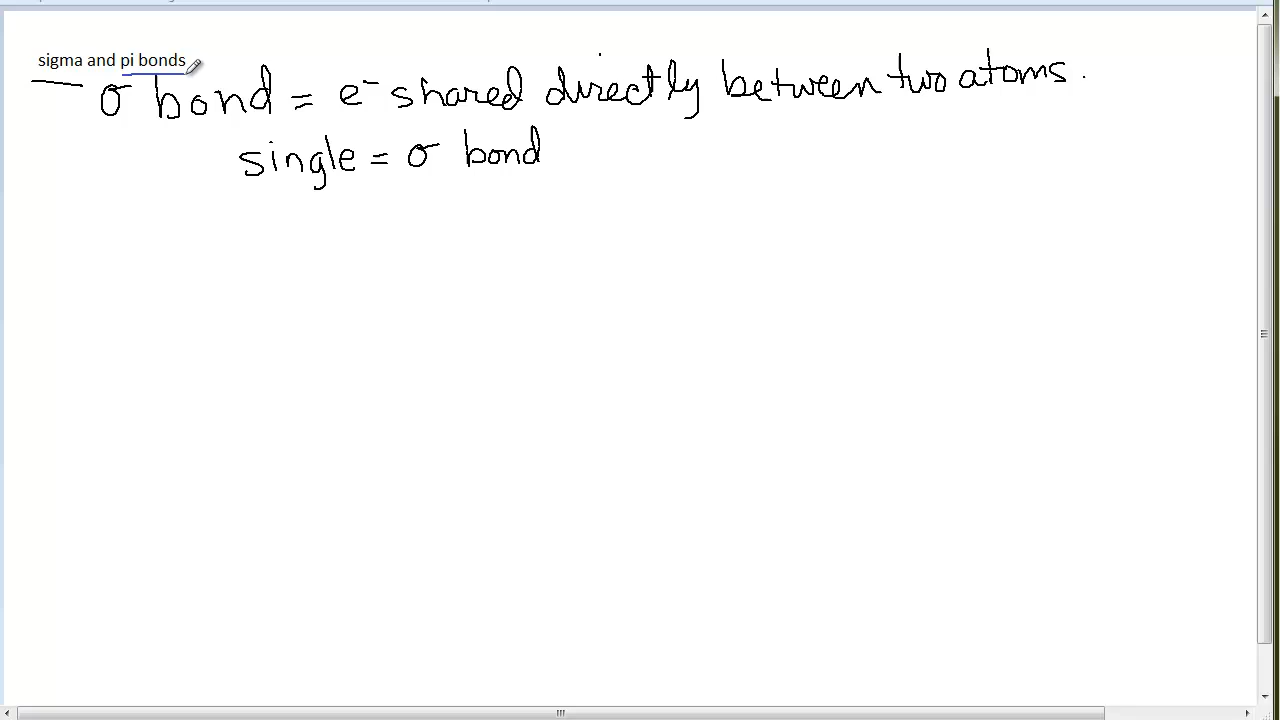 sigma and pi bonds
σ bond = e⁻ shared directly between two atoms.
single = σ bond